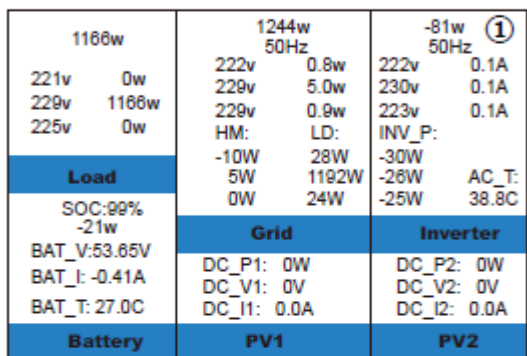 1166w
221v 0w
229v 1166w
225v 0w
Load
1244w
50Hz
222v 0.8w
229v 5.0w
229v 0.9w
HM: LD:
-10W 28W
5W 1192W
0W 24W
Grid
-81w ①
50Hz
222v 0.1A
230v 0.1A
223v 0.1A
INV_P:
-30W
-26W AC_T:
-25W 38.8C
Inverter
SOC:99%
-21w
BAT_V:53.65V
BAT_I: -0.41A
BAT_T: 27.0C
Battery
DC_P1: 0W
DC_V1: 0V
DC_I1: 0.0A
PV1
DC_P2: 0W
DC_V2: 0V
DC_I2: 0.0A
PV2